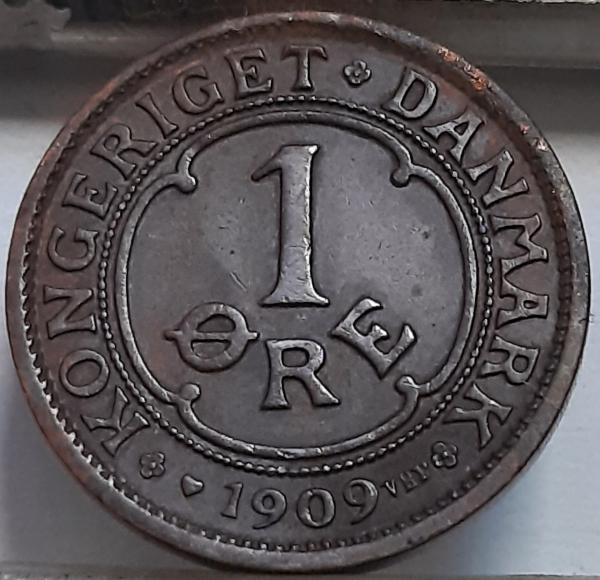 KONGERIGET DANMARK
1
ØRE
1909 VBP